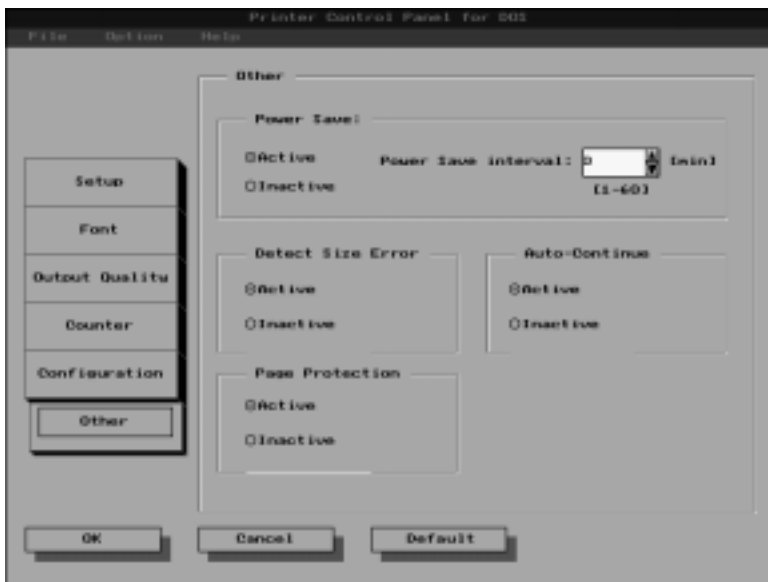 Printer Control Panel for DOS
File Option Help
Other
Power Save:
Active
Power Save interval: [min]
Inactive
[1-60]
Setup
Font
Output Quality
Counter
Configuration
Other
Detect Size Error
Active
Inactive
Auto-Continue
Active
Inactive
Page Protection
Active
Inactive
OK Cancel Default